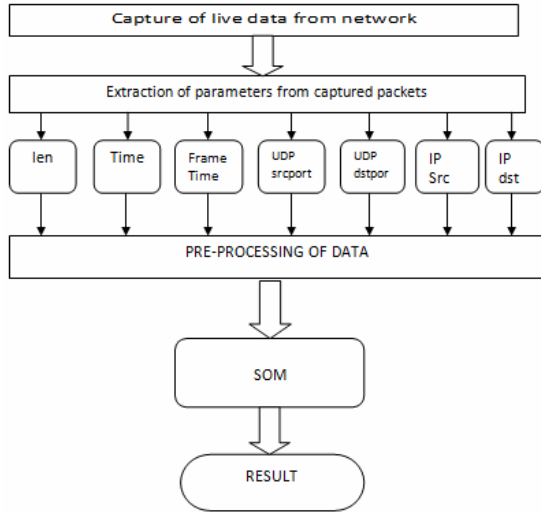 Capture of live data from network
Extraction of parameters from captured packets
len
Time
Frame
Time
UDP
srcport
UDP
dstpor
IP
Src
IP
dst
PRE-PROCESSING OF DATA
SOM
RESULT